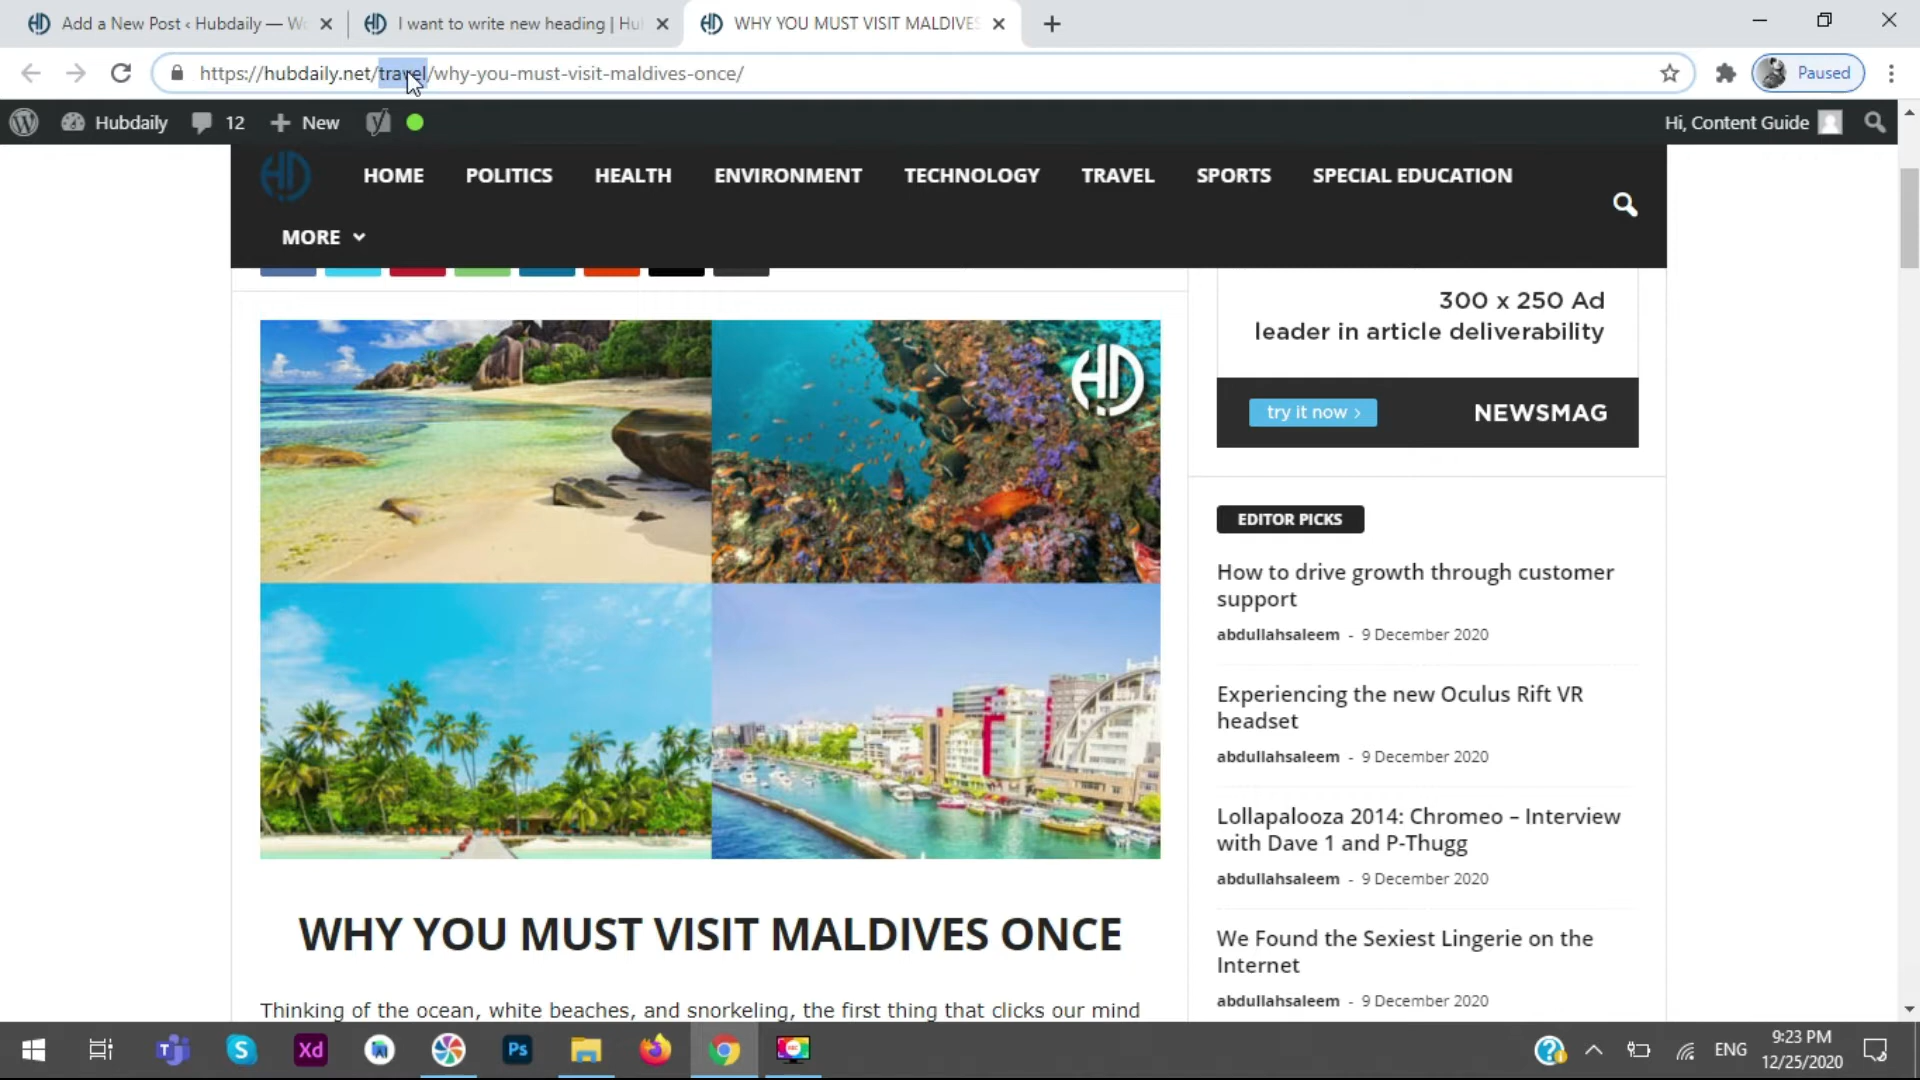 Add a New Post ‹ Hubdaily — Wo
I want to write new heading | Hu
WHY YOU MUST VISIT MALDIVES
https://hubdaily.net/travel/why-you-must-visit-maldives-once/
Paused
Hubdaily 12 New
Hi, Content Guide
HD HOME POLITICS HEALTH ENVIRONMENT TECHNOLOGY TRAVEL SPORTS SPECIAL EDUCATION
MORE
300 x 250 Ad
leader in article deliverability
try it now › NEWSMAG
HD
EDITOR PICKS
How to drive growth through customer
support
abdullahsaleem - 9 December 2020
Experiencing the new Oculus Rift VR
headset
abdullahsaleem - 9 December 2020
Lollapalooza 2014: Chromeo – Interview
with Dave 1 and P-Thugg
abdullahsaleem - 9 December 2020
We Found the Sexiest Lingerie on the
Internet
abdullahsaleem - 9 December 2020
WHY YOU MUST VISIT MALDIVES ONCE
Thinking of the ocean, white beaches, and snorkeling, the first thing that clicks our mind
Xd Ps
ENG
9:23 PM
12/25/2020